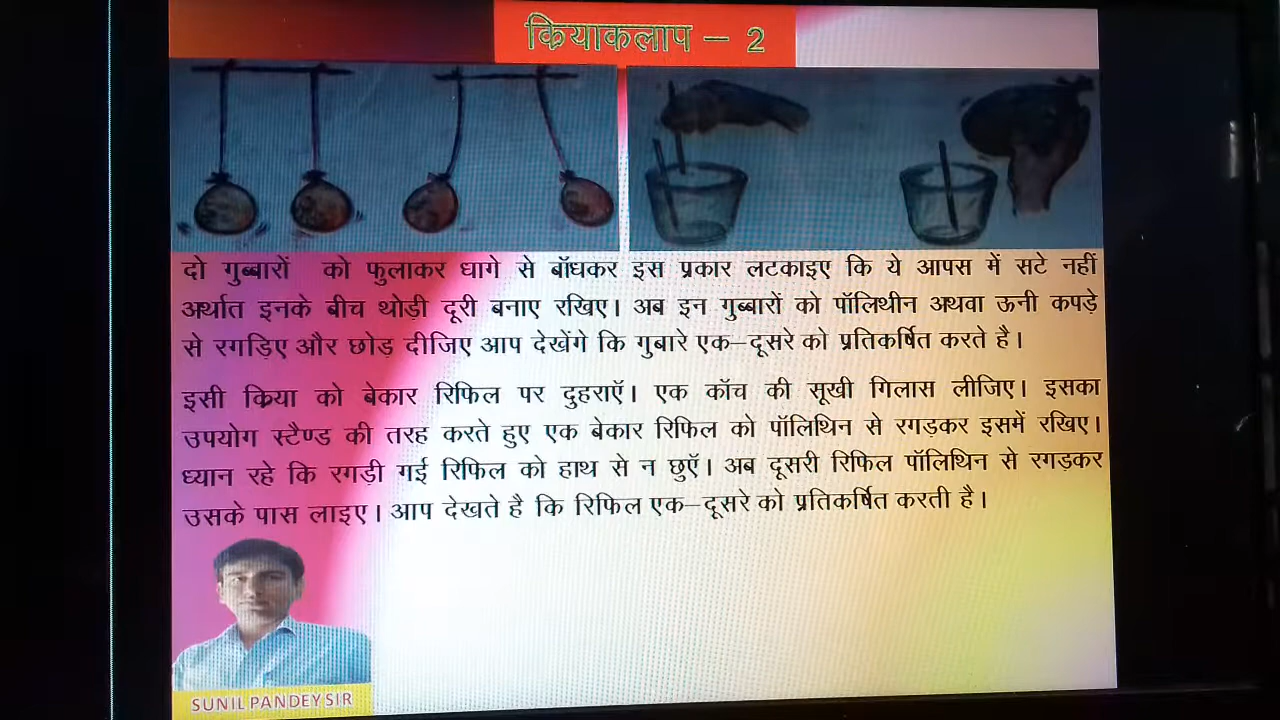 क्रियाकलाप – 2
दो गुब्बारों को फुलाकर धागे से बॉधकर इस प्रकार लटकाइए कि ये आपस में सटे नहीं
अर्थात इनके बीच थोड़ी दूरी बनाए रखिए। अब इन गुब्बारों को पॉलिथीन अथवा ऊनी कपड़े
से रगड़िए और छोड़ दीजिए आप देखेंगे कि गुबारे एक–दूसरे को प्रतिकर्षित करते है।
इसी क्रिया को बेकार रिफिल पर दुहराएँ। एक कॉच की सूखी गिलास लीजिए। इसका
उपयोग स्टैण्ड की तरह करते हुए एक बेकार रिफिल को पॉलिथिन से रगड़कर इसमें रखिए।
ध्यान रहे कि रगड़ी गई रिफिल को हाथ से न छुएँ। अब दूसरी रिफिल पॉलिथिन से रगड़कर
उसके पास लाइए। आप देखते है कि रिफिल एक–दूसरे को प्रतिकर्षित करती है।
SUNIL PANDEY SIR